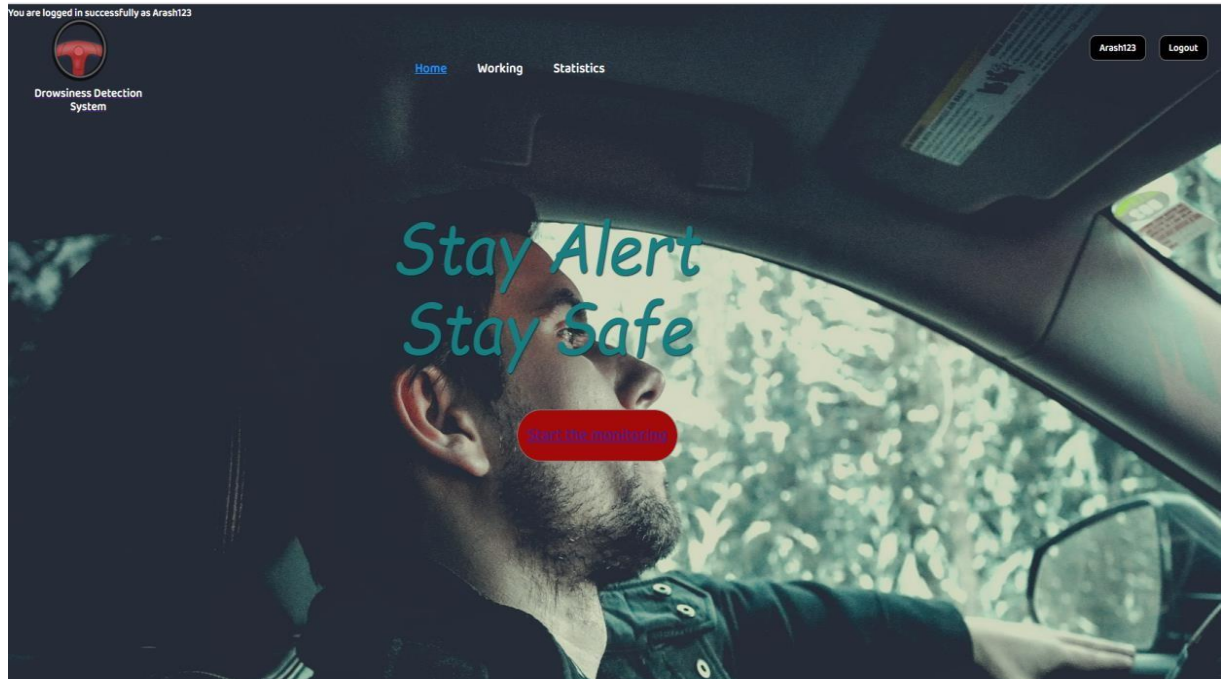 You are logged in successfully as Arash123
Drowsiness Detection
System
Home
Working
Statistics
Arash123
Logout
Stay Alert
Stay Safe
Start the monitoring